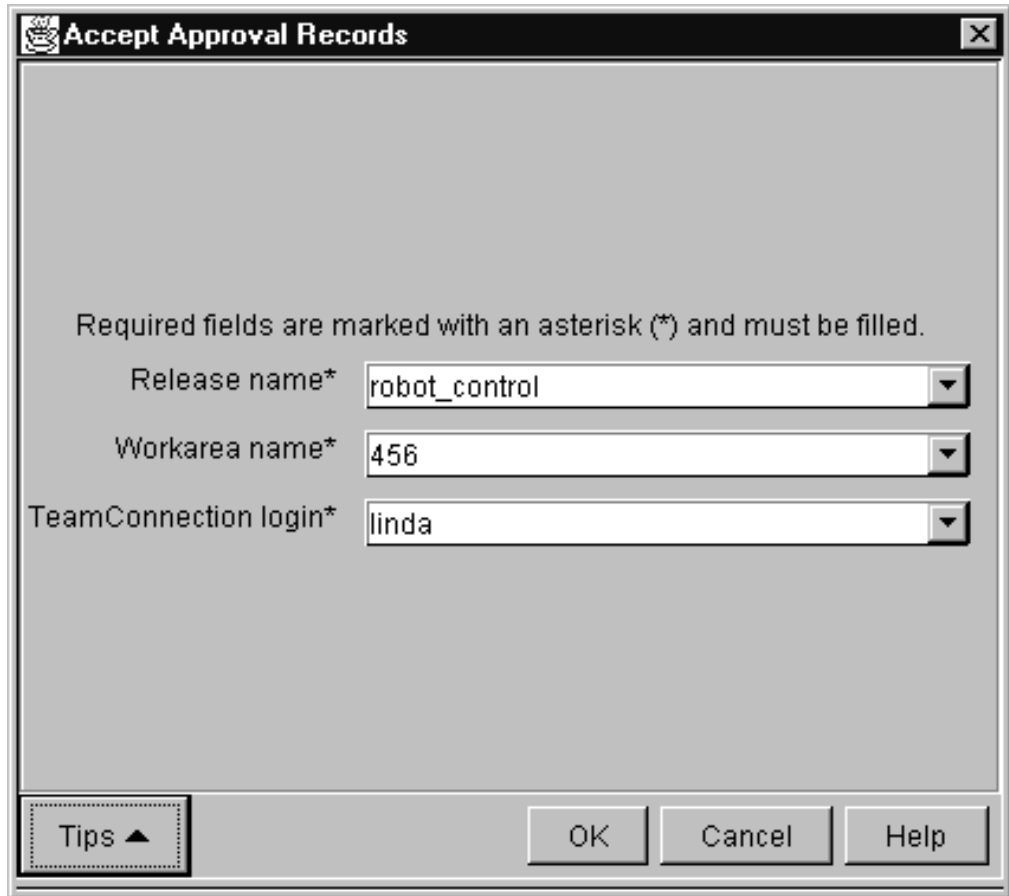 Accept Approval Records
Required fields are marked with an asterisk (*) and must be filled.
Release name* robot_control
Workarea name* 456
TeamConnection login* linda
Tips OK Cancel Help